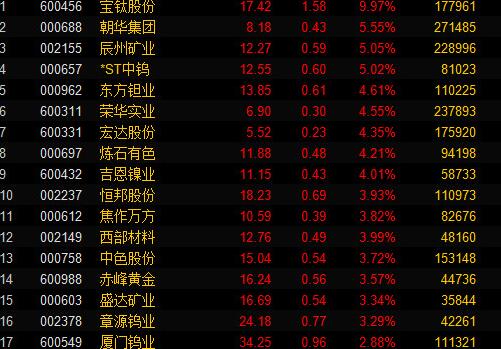 1 600456 宝钛股份 17.42 1.58 9.97% 177961
2 000688 朝华集团 8.18 0.43 5.55% 271485
3 002155 辰州矿业 12.27 0.59 5.05% 228996
4 000657 *ST中钨 12.55 0.60 5.02% 81023
5 000962 东方钽业 13.85 0.61 4.61% 110225
6 600311 荣华实业 6.90 0.30 4.55% 237893
7 600331 宏达股份 5.52 0.23 4.35% 175920
8 000697 炼石有色 11.88 0.48 4.21% 94198
9 600432 吉恩镍业 11.15 0.43 4.01% 58733
10 002237 恒邦股份 18.23 0.69 3.93% 110973
11 000612 焦作万方 10.59 0.39 3.82% 82676
12 002149 西部材料 12.76 0.49 3.99% 48160
13 000758 中色股份 15.04 0.54 3.72% 153148
14 600988 赤峰黄金 16.24 0.56 3.57% 44736
15 000603 盛达矿业 16.69 0.54 3.34% 35844
16 002378 章源钨业 24.18 0.77 3.29% 42261
17 600549 厦门钨业 34.25 0.96 2.88% 111321